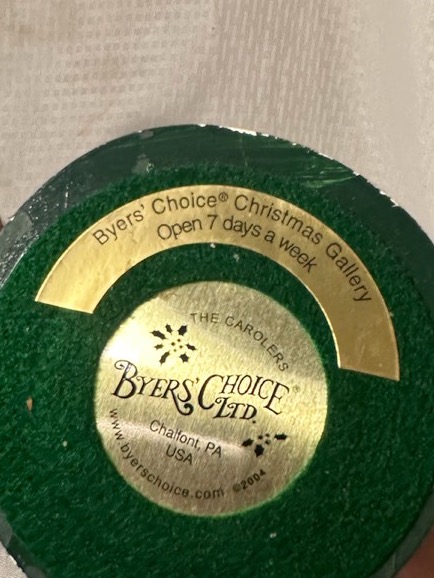 Byers' Choice® Christmas Gallery
Open 7 days a week
THE CAROLERS®
BYERS' CHOICE
LTD.
Chalfont, PA
USA
www.byerschoice.com ©2004